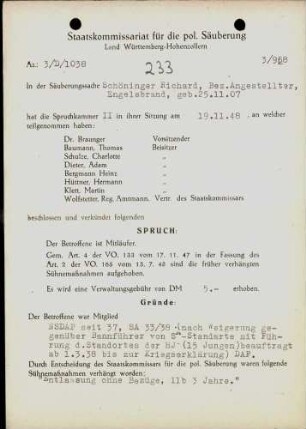 Staatskommissariat für die pol. Säuberung
Land Württemberg-Hohenzollern
Az.: 3/D/1038
233
3/988
In der Säuberungssache Schöninger Richard, Bez.Angestellter,
Engelsbrand, geb.25.11.07
hat die Spruchkammer II in ihrer Sitzung am 19.11.48 an welcher
teilgenommen haben:
Dr. Braunger Vorsitzender
Baumann, Thomas Beisitzer
Schulze, Charlotte „
Dieter, Adam „
Bergmann Heinz „
Hüttner, Hermann „
Klett, Martin „
Wolfstetter, Reg. Amtmann, Vertr. des Staatskommissars
beschlossen und verkündet folgenden
SPRUCH:
Der Betroffene ist Mitläufer.
Gem. Art. 4 der VO. 133 vom 17. 11. 47 in der Fassung des
Art. 2 der VO. 165 vom 13. 7. 48 sind die früher verhängten
Sühnemaßnahmen aufgehoben.
Es wird eine Verwaltungsgebühr von DM 5.- erhoben.
Gründe:
Der Betroffene war Mitglied
NSDAP seit 37, SA 33/38 (nach Weigerung ge-
genüber Bannführer von -Standarte mit Füh-
rung d.Standortes der HJ (15 Jungen)beauftragt
ab 1.3.38 bis zur Kriegserklärung) DAF.
Durch Entscheidung des Staatskommissars für die pol. Säuberung waren folgende
Sühnemaßnahmen verhängt worden:
"Entlassung ohne Bezüge, llb 3 Jahre."